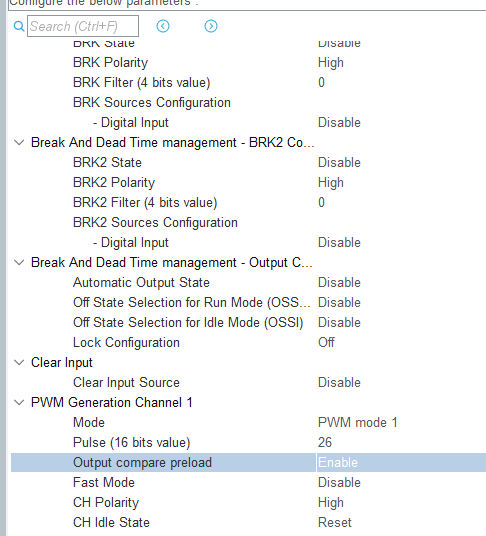 Configure the below parameters :
Search (Ctrl+F)
BRK State Disable
BRK Polarity High
BRK Filter (4 bits value) 0
BRK Sources Configuration
- Digital Input Disable
Break And Dead Time management - BRK2 Co...
BRK2 State Disable
BRK2 Polarity High
BRK2 Filter (4 bits value) 0
BRK2 Sources Configuration
- Digital Input Disable
Break And Dead Time management - Output C...
Automatic Output State Disable
Off State Selection for Run Mode (OSS... Disable
Off State Selection for Idle Mode (OSSI) Disable
Lock Configuration Off
Clear Input
Clear Input Source Disable
PWM Generation Channel 1
Mode PWM mode 1
Pulse (16 bits value) 26
Output compare preload Enable
Fast Mode Disable
CH Polarity High
CH Idle State Reset